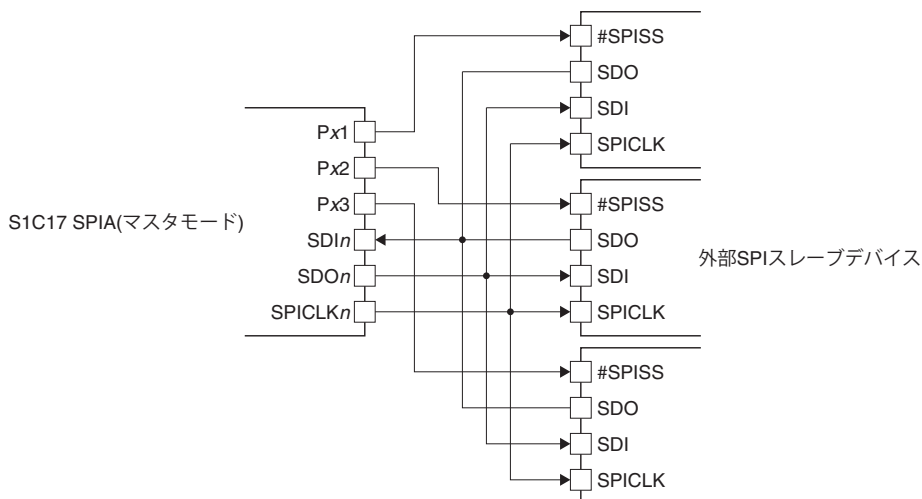 S1C17 SPIA(マスタモード)
Px1
Px2
Px3
SDIn
SDOn
SPICLKn
#SPISS
SDO
SDI
SPICLK
#SPISS
SDO
SDI
SPICLK
#SPISS
SDO
SDI
SPICLK
外部SPIスレーブデバイス